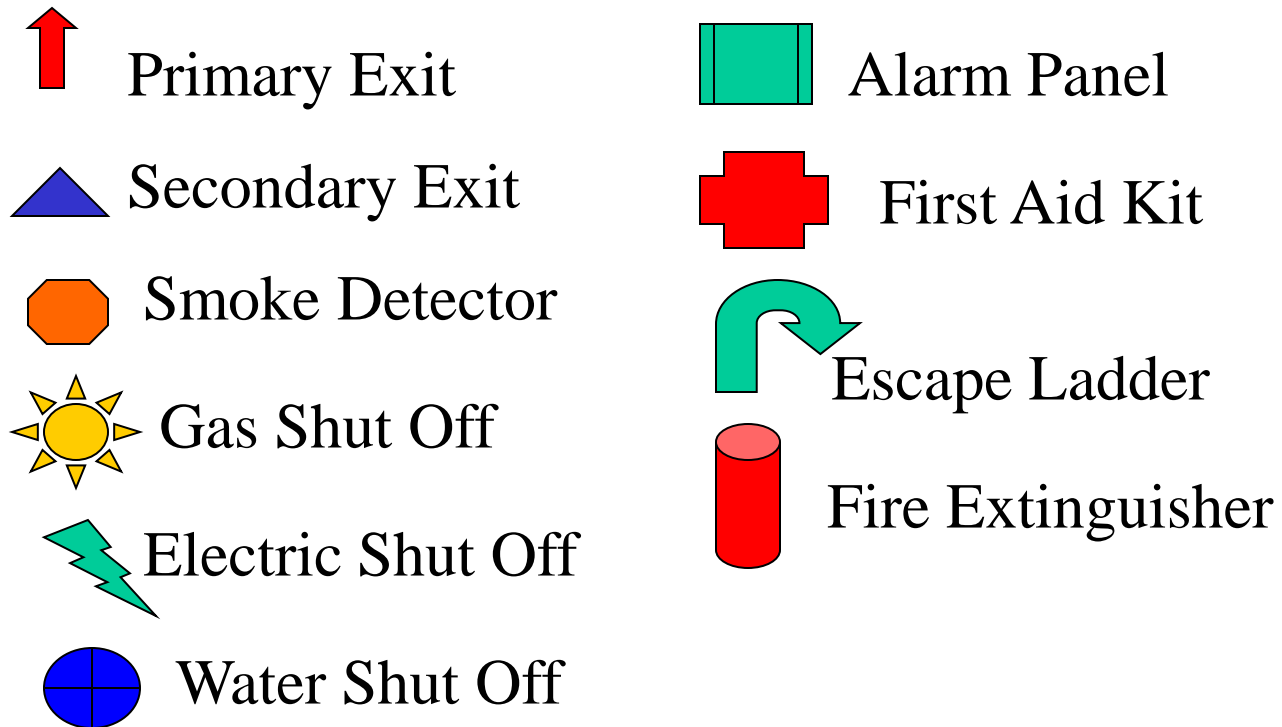 Primary Exit
Secondary Exit
Smoke Detector
Gas Shut Off
Electric Shut Off
Water Shut Off
Alarm Panel
First Aid Kit
Escape Ladder
Fire Extinguisher